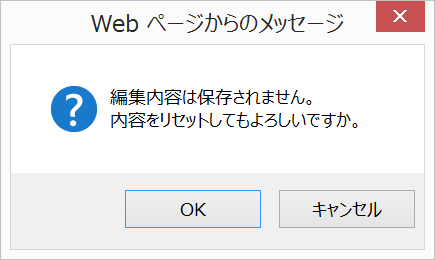 Web ページからのメッセージ
編集内容は保存されません。
内容をリセットしてもよろしいですか。
OK
キャンセル